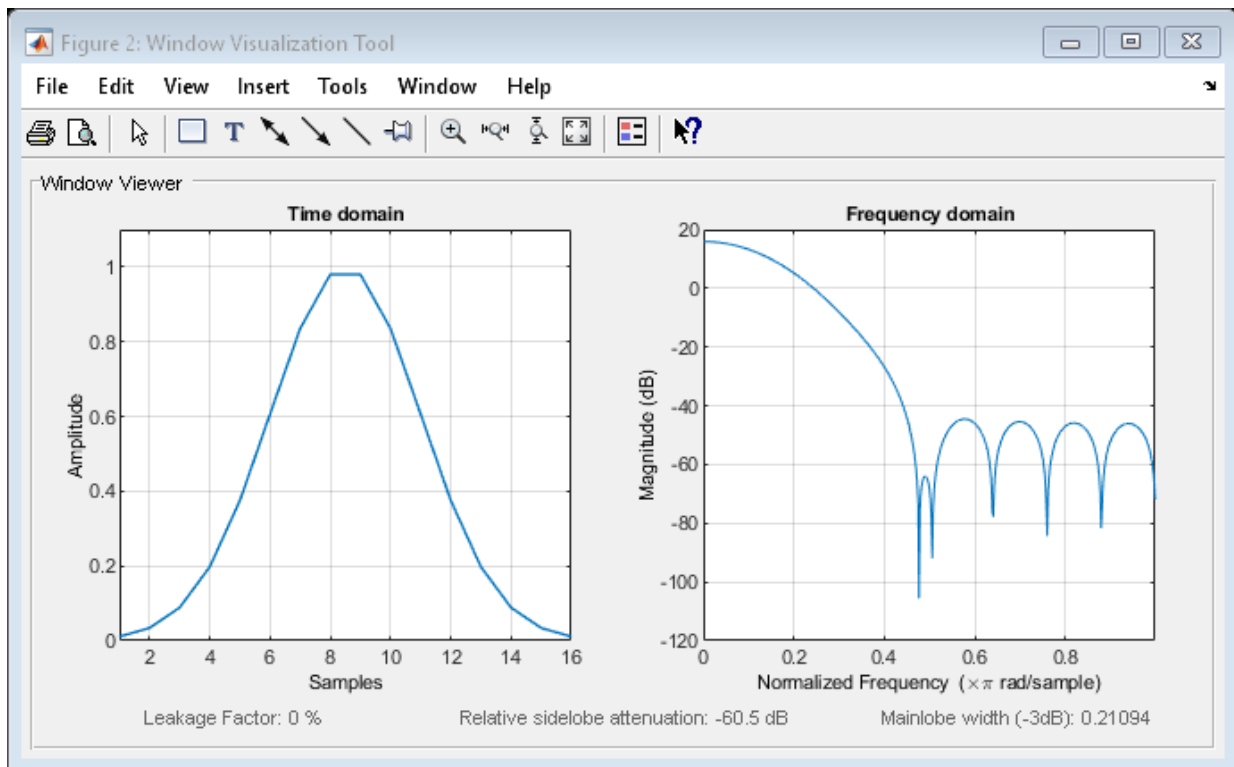 Figure 2: Window Visualization Tool
File Edit View Insert Tools Window Help
T
?
Window Viewer
Time domain
1
0.8
0.6
0.4
0.2
0
Amplitude
2 4 6 8 10 12 14 16
Samples
Frequency domain
20
0
-20
-40
-60
-80
-100
-120
Magnitude (dB)
0 0.2 0.4 0.6 0.8
Normalized Frequency (×π rad/sample)
Leakage Factor: 0 % Relative sidelobe attenuation: -60.5 dB Mainlobe width (-3dB): 0.21094